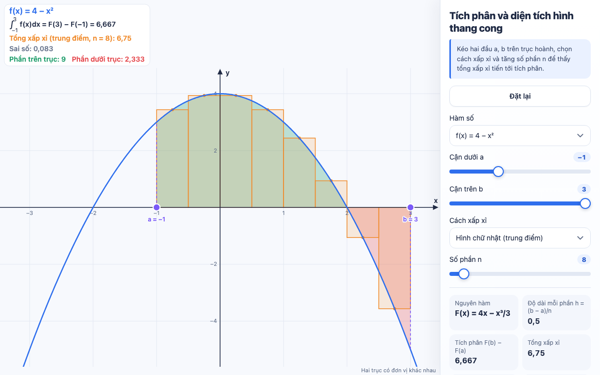 f(x) = 4 − x²
∫₋₁³ f(x)dx = F(3) − F(−1) = 6,667
Tổng xấp xỉ (trung điểm, n = 8): 6,75
Sai số: 0,083
Phần trên trục: 9 Phần dưới trục: 2,333
y
4
2
x
−3
−2
−1
1
2
3
a = −1
b = 3
−2
−4
Hai trục có đơn vị khác nhau
Tích phân và diện tích hình
thang cong
Kéo hai đầu a, b trên trục hoành, chọn
cách xấp xỉ và tăng số phần n để thấy
tổng xấp xỉ tiến tới tích phân.
Đặt lại
Hàm số
f(x) = 4 − x²
Cận dưới a
−1
Cận trên b
3
Cách xấp xỉ
Hình chữ nhật (trung điểm)
Số phần n
8
Nguyên hàm
F(x) = 4x − x³/3
Độ dài mỗi phần h =
(b − a)/n
0,5
Tích phân F(b) −
F(a)
6,667
Tổng xấp xỉ
6,75